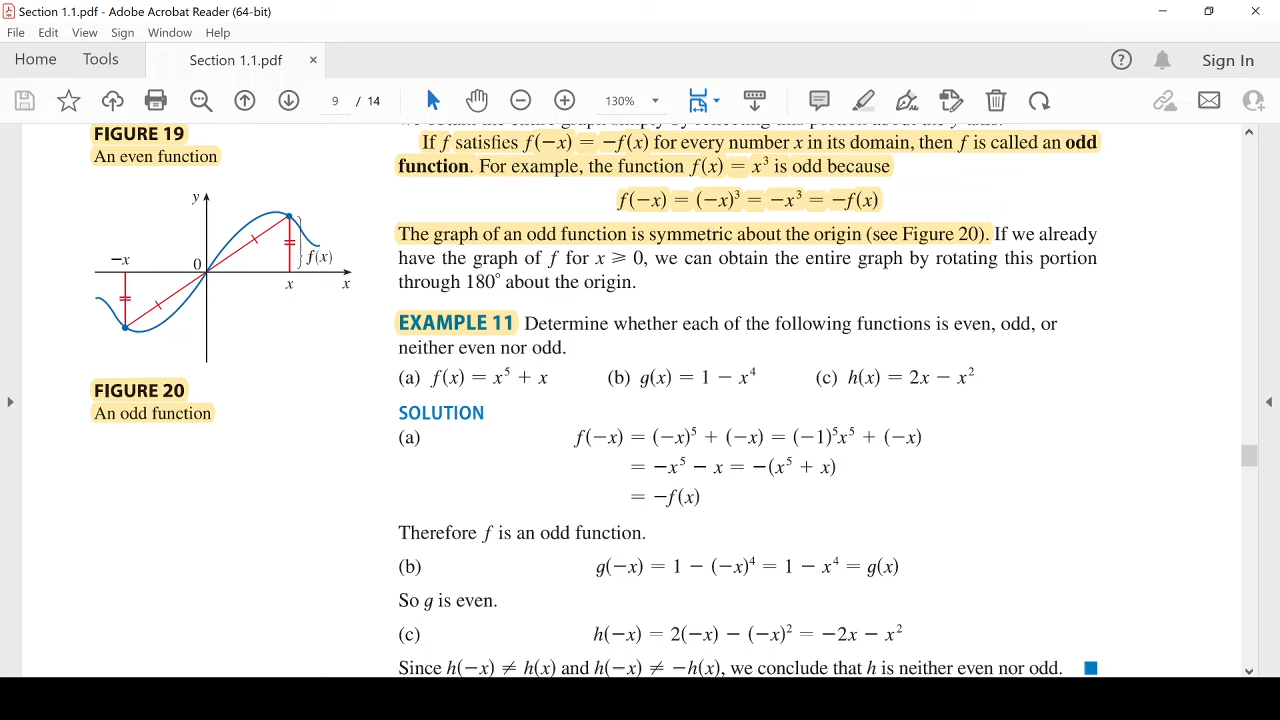 Section 1.1.pdf - Adobe Acrobat Reader (64-bit)
File Edit View Sign Window Help
Home Tools Section 1.1.pdf × ? Sign In
9 / 14 130%
FIGURE 19
An even function
y
−x
0
f(x)
x
x
FIGURE 20
An odd function
If f satisfies f(−x) = −f(x) for every number x in its domain, then f is called an odd
function. For example, the function f(x) = x³ is odd because
f(−x) = (−x)³ = −x³ = −f(x)
The graph of an odd function is symmetric about the origin (see Figure 20). If we already
have the graph of f for x ≥ 0, we can obtain the entire graph by rotating this portion
through 180° about the origin.
EXAMPLE 11 Determine whether each of the following functions is even, odd, or
neither even nor odd.
(a) f(x) = x⁵ + x (b) g(x) = 1 − x⁴ (c) h(x) = 2x − x²
SOLUTION
(a) f(−x) = (−x)⁵ + (−x) = (−1)⁵x⁵ + (−x)
= −x⁵ − x = −(x⁵ + x)
= −f(x)
Therefore f is an odd function.
(b) g(−x) = 1 − (−x)⁴ = 1 − x⁴ = g(x)
So g is even.
(c) h(−x) = 2(−x) − (−x)² = −2x − x²
Since h(−x) ≠ h(x) and h(−x) ≠ −h(x), we conclude that h is neither even nor odd.